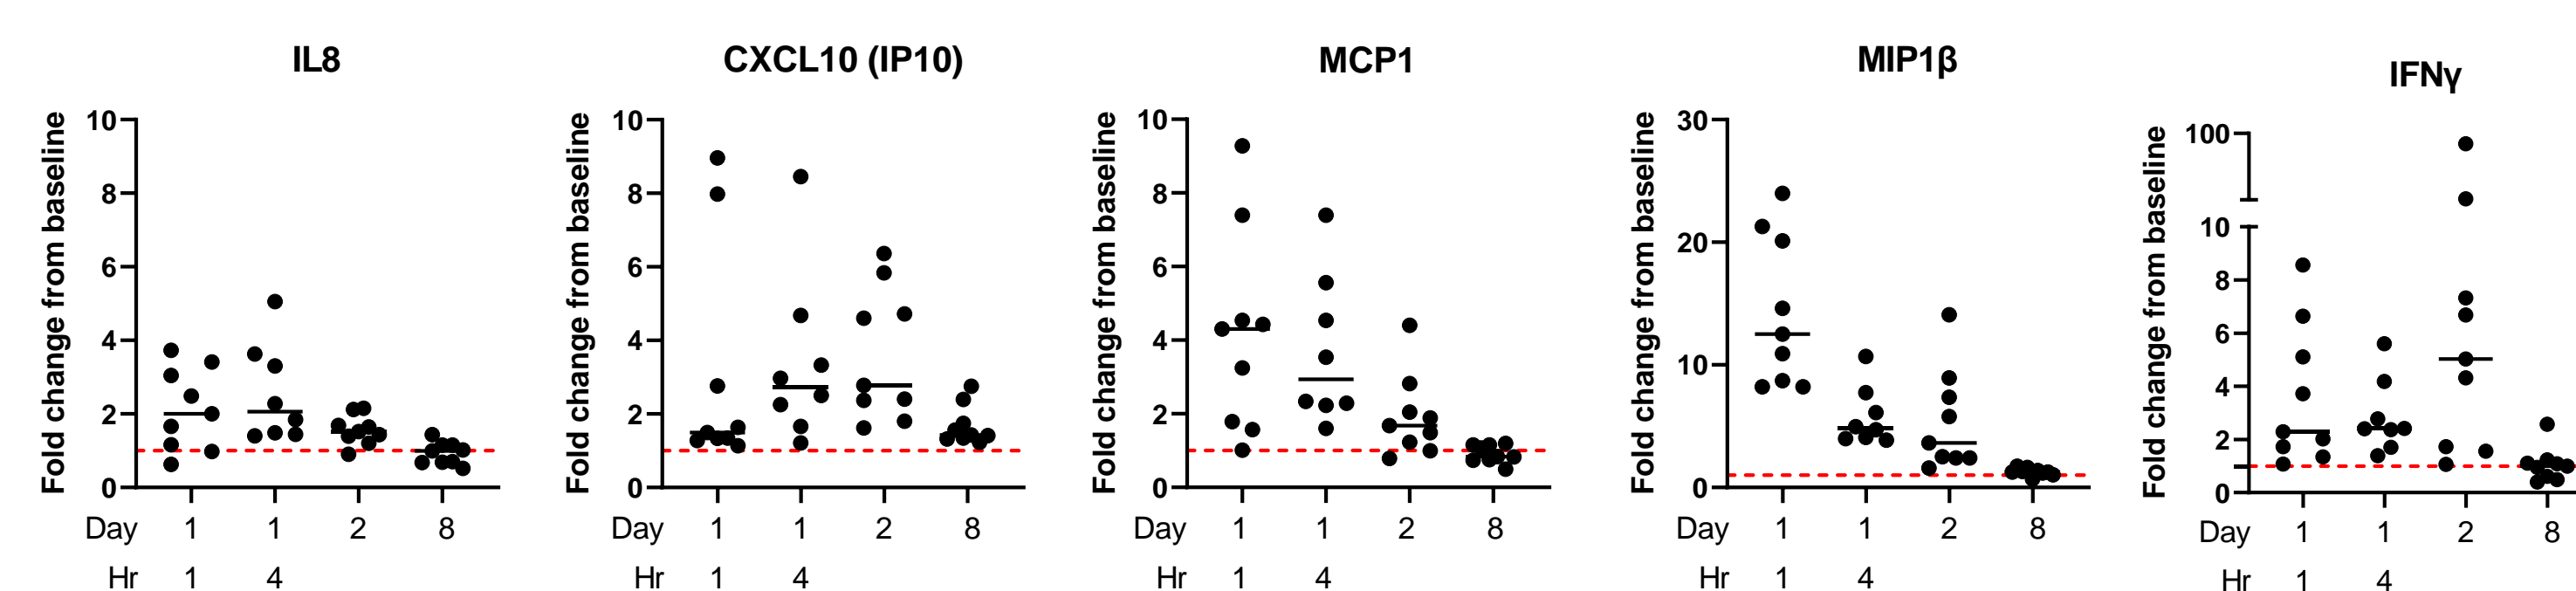 IL8
Fold change from baseline
10
8
6
4
2
0
Day 1 1 2 8
Hr 1 4
CXCL10 (IP10)
Fold change from baseline
10
8
6
4
2
0
Day 1 1 2 8
Hr 1 4
MCP1
Fold change from baseline
10
8
6
4
2
0
Day 1 1 2 8
Hr 1 4
MIP1β
Fold change from baseline
30
20
10
0
Day 1 1 2 8
Hr 1 4
IFNγ
Fold change from baseline
100
10
8
6
4
2
0
Day 1 1 2 8
Hr 1 4